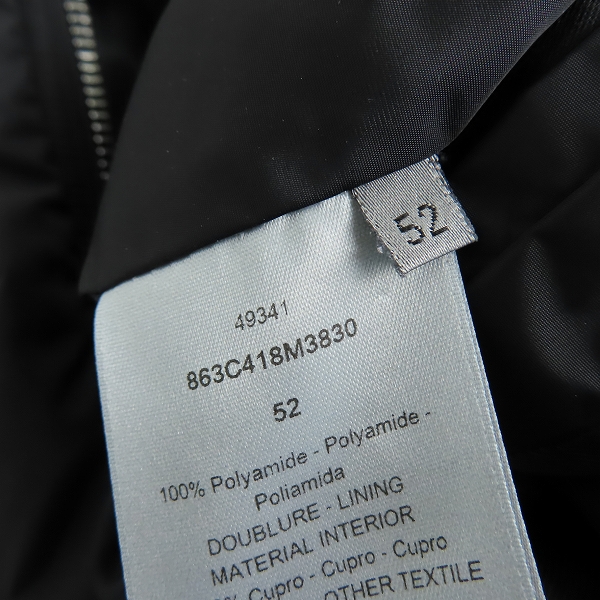 52
49341
863C418M3830
52
100% Polyamide - Polyamide -
Poliamida
DOUBLURE - LINING
MATERIAL INTERIOR
Cupro - Cupro - Cupro
OTHER TEXTILE